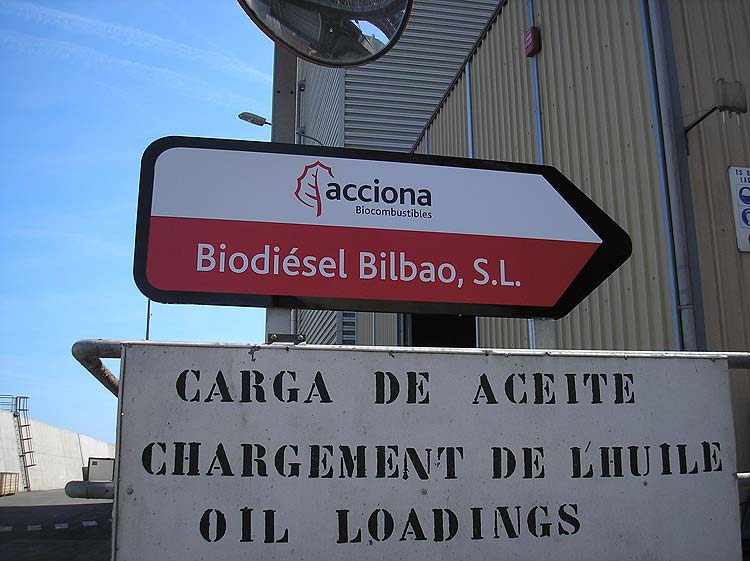 acciona
Biocombustibles
Biodiésel Bilbao, S.L.
CARGA DE ACEITE
CHARGEMENT DE L'HUILE
OIL LOADINGS